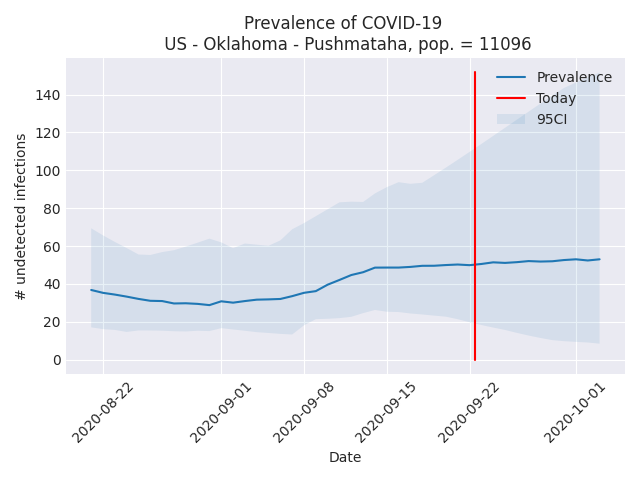 Prevalence of COVID-19
US - Oklahoma - Pushmataha, pop. = 11096
Prevalence
Today
95CI
# undetected infections
140
120
100
80
60
40
20
0
2020-08-22
2020-09-01
2020-09-08
2020-09-15
2020-09-22
2020-10-01
Date